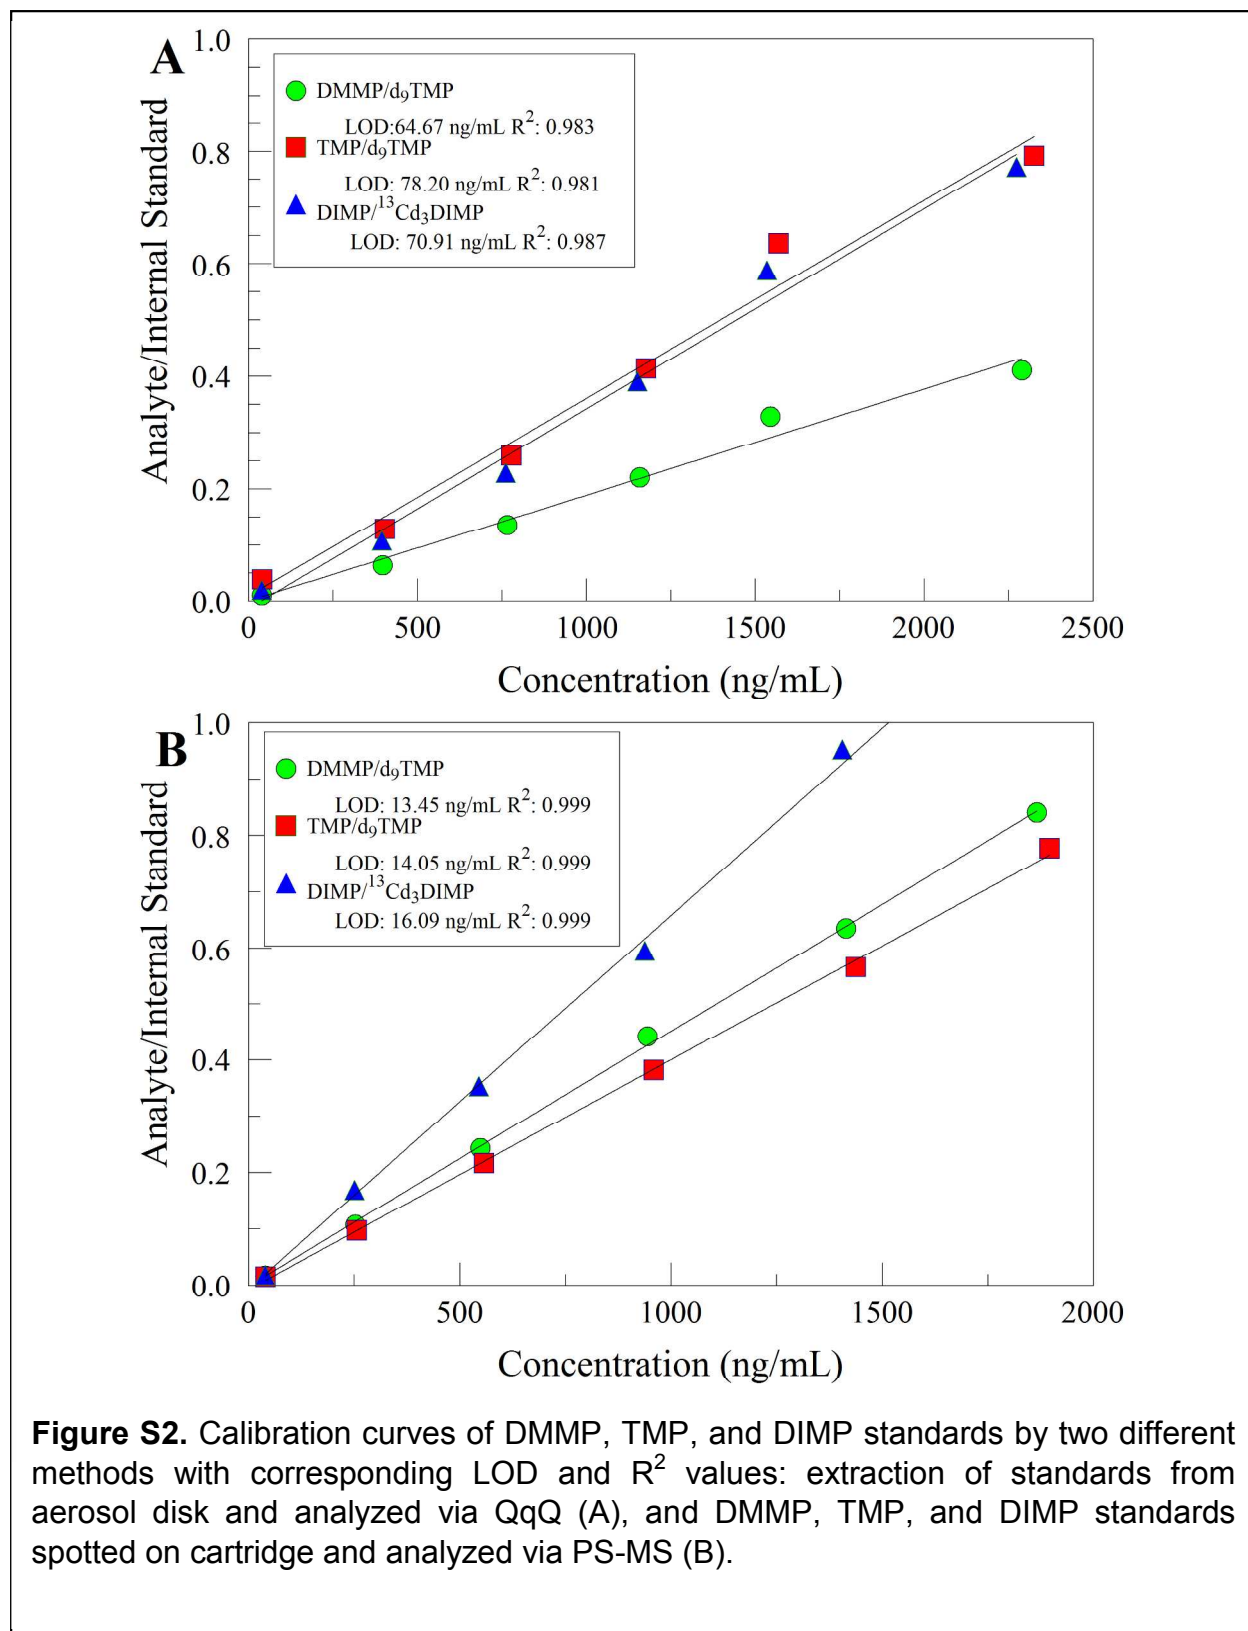 A
1.0
DMMP/d₉TMP
LOD:64.67 ng/mL R²: 0.983
TMP/d₉TMP
LOD: 78.20 ng/mL R²: 0.981
DIMP/¹³Cd₃DIMP
LOD: 70.91 ng/mL R²: 0.987
0.8
0.6
0.4
0.2
0.0
Analyte/Internal Standard
0 500 1000 1500 2000 2500
Concentration (ng/mL)
B
1.0
DMMP/d₉TMP
LOD: 13.45 ng/mL R²: 0.999
TMP/d₉TMP
LOD: 14.05 ng/mL R²: 0.999
DIMP/¹³Cd₃DIMP
LOD: 16.09 ng/mL R²: 0.999
0.8
0.6
0.4
0.2
0.0
Analyte/Internal Standard
0 500 1000 1500 2000
Concentration (ng/mL)
Figure S2. Calibration curves of DMMP, TMP, and DIMP standards by two different
methods with corresponding LOD and R² values: extraction of standards from
aerosol disk and analyzed via QqQ (A), and DMMP, TMP, and DIMP standards
spotted on cartridge and analyzed via PS-MS (B).